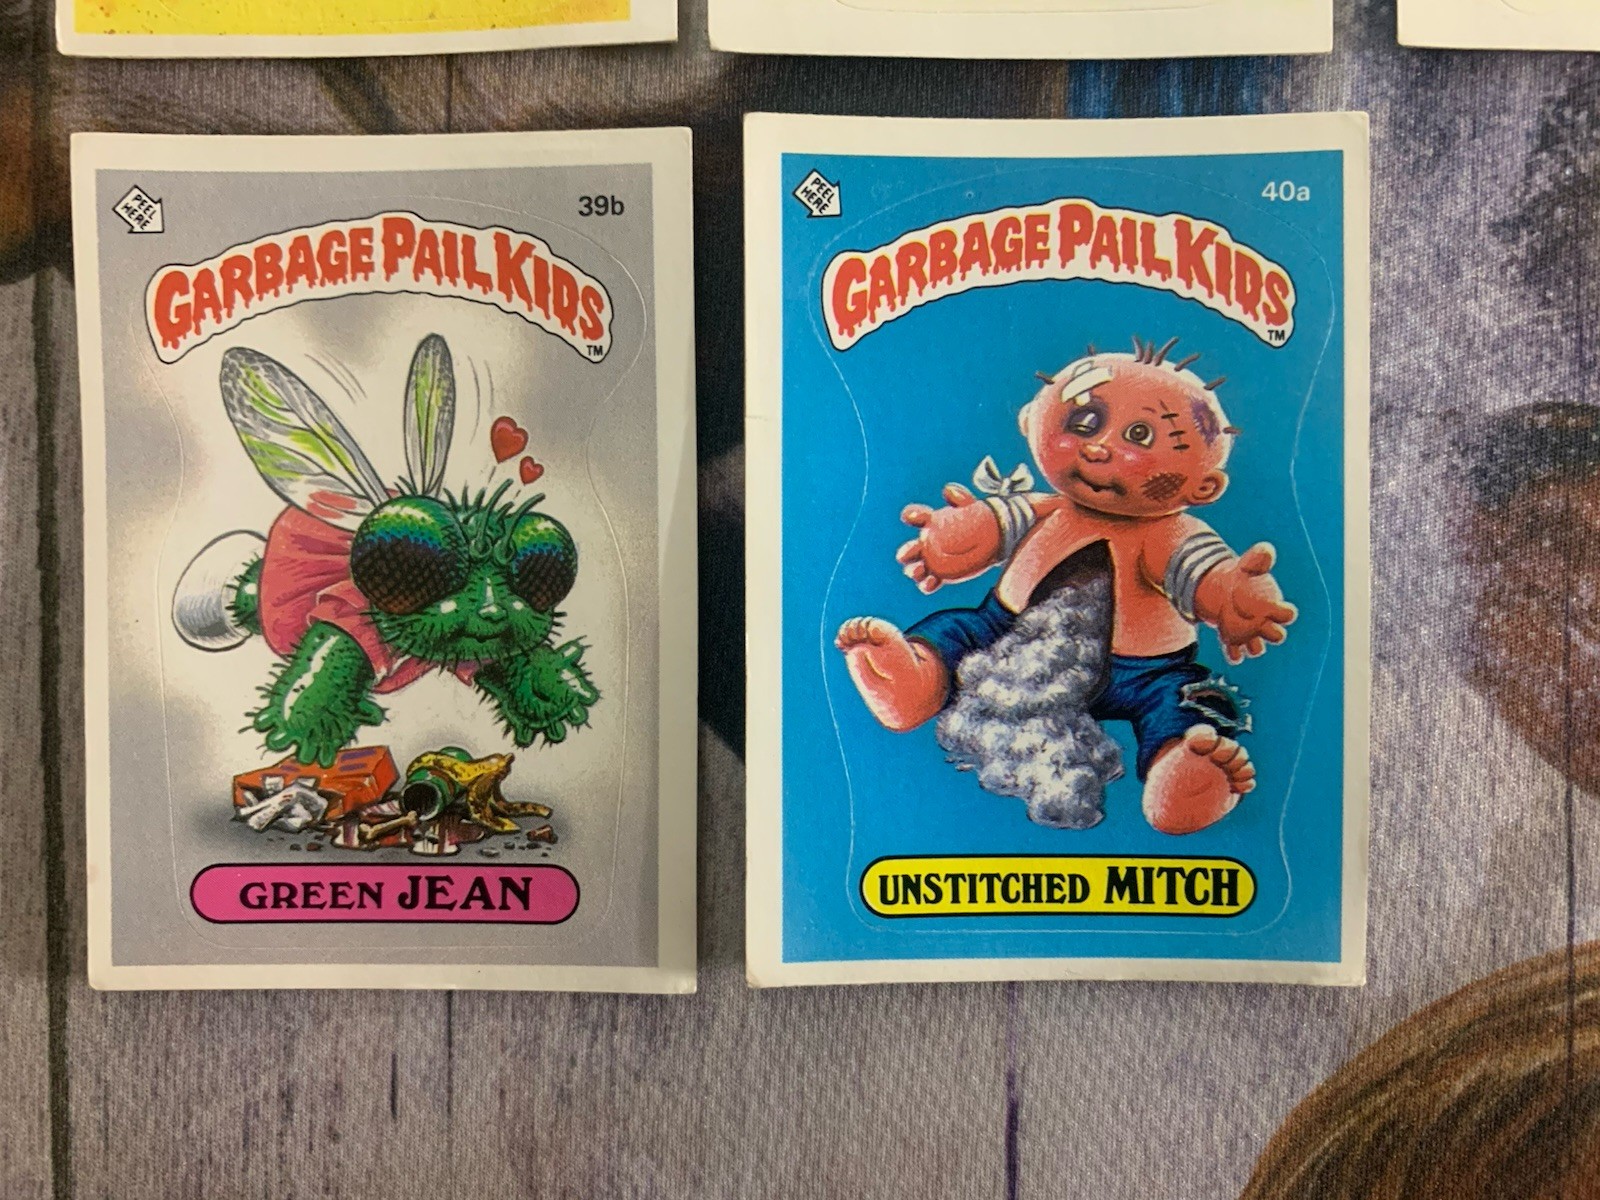 PEEL HERE
39b
GARBAGE PAIL KIDS
TM
GREEN JEAN
PEEL HERE
40a
GARBAGE PAIL KIDS
TM
UNSTITCHED MITCH